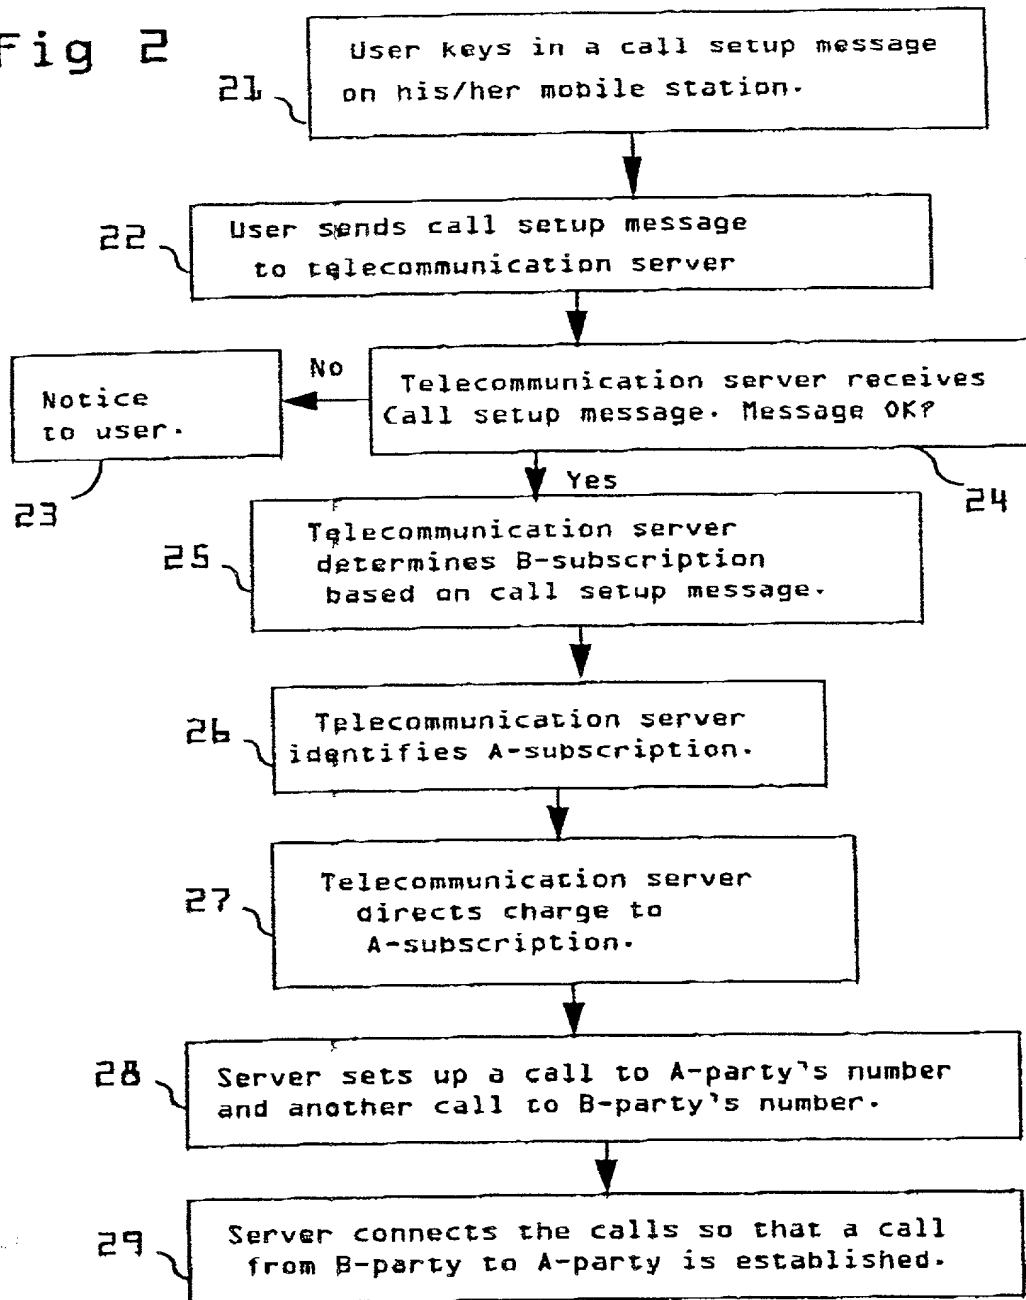 Fig 2
21
User keys in a call setup message
on his/her mobile station.
22
User sends call setup message
to telecommunication server
No
Notice
to user.
23
Telecommunication server receives
Call setup message. Message OK?
24
Yes
25
Telecommunication server
determines B-subscription
based on call setup message.
26
Telecommunication server
identifies A-subscription.
27
Telecommunication server
directs charge to
A-subscription.
28
Server sets up a call to A-party's number
and another call to B-party's number.
29
Server connects the calls so that a call
from B-party to A-party is established.